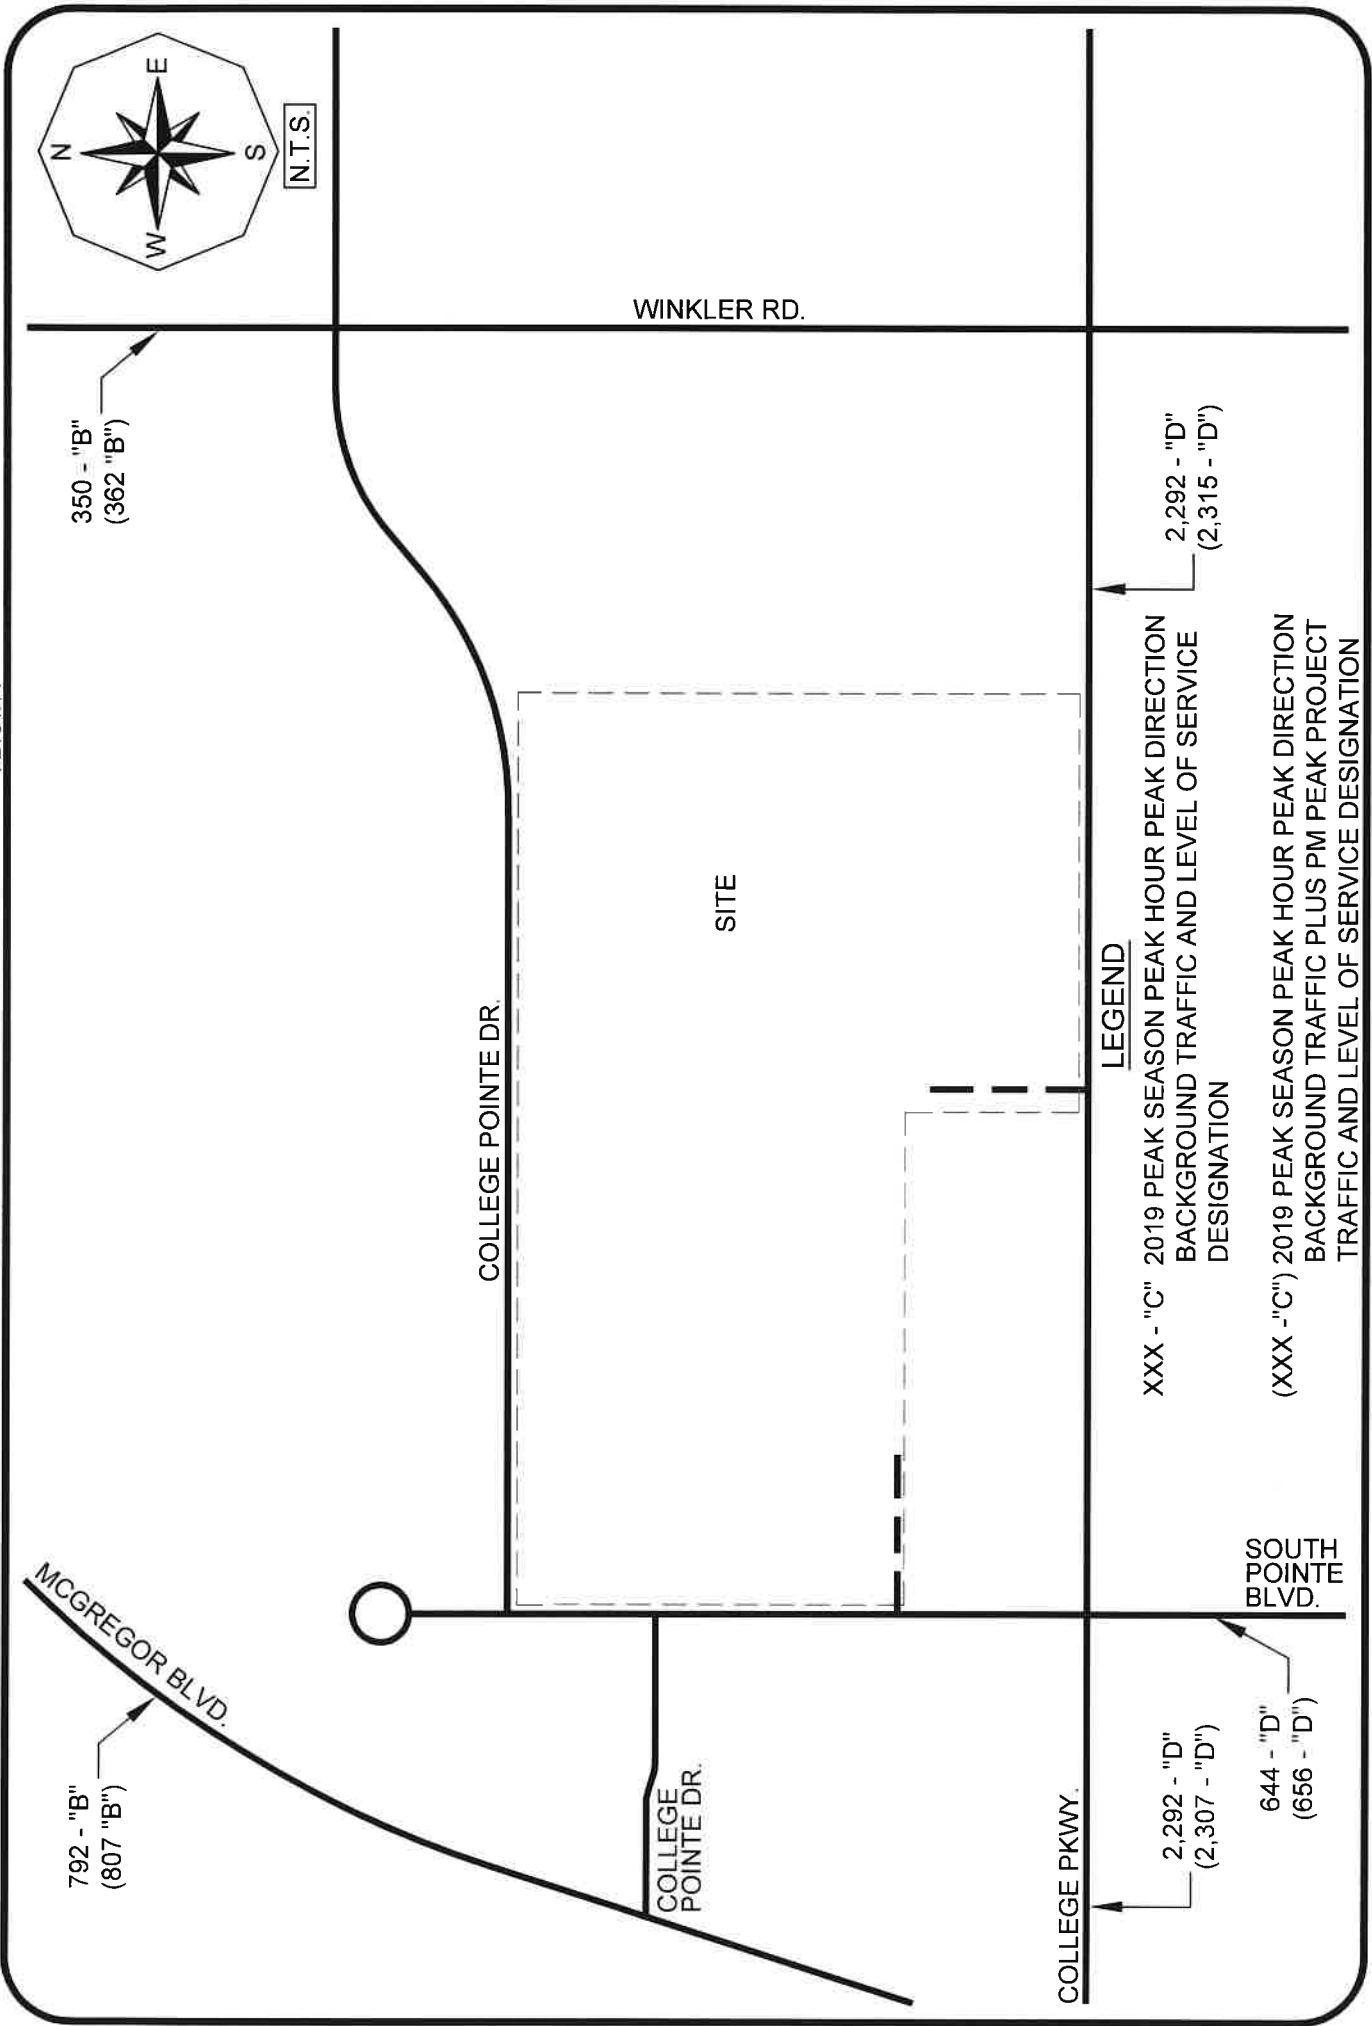 N
W
E
S
N.T.S.
WINKLER RD.
350 - "B"
(362 "B")
MCGREGOR BLVD.
792 - "B"
(807 "B")
COLLEGE POINTE DR.
SITE
COLLEGE
POINTE DR.
COLLEGE PKWY.
2,292 - "D"
(2,307 - "D")
SOUTH
POINTE
BLVD.
644 - "D"
(656 - "D")
2,292 - "D"
(2,315 - "D")
LEGEND
XXX - "C" 2019 PEAK SEASON PEAK HOUR PEAK DIRECTION
BACKGROUND TRAFFIC AND LEVEL OF SERVICE
DESIGNATION
(XXX -"C") 2019 PEAK SEASON PEAK HOUR PEAK DIRECTION
BACKGROUND TRAFFIC PLUS PM PEAK PROJECT
TRAFFIC AND LEVEL OF SERVICE DESIGNATION